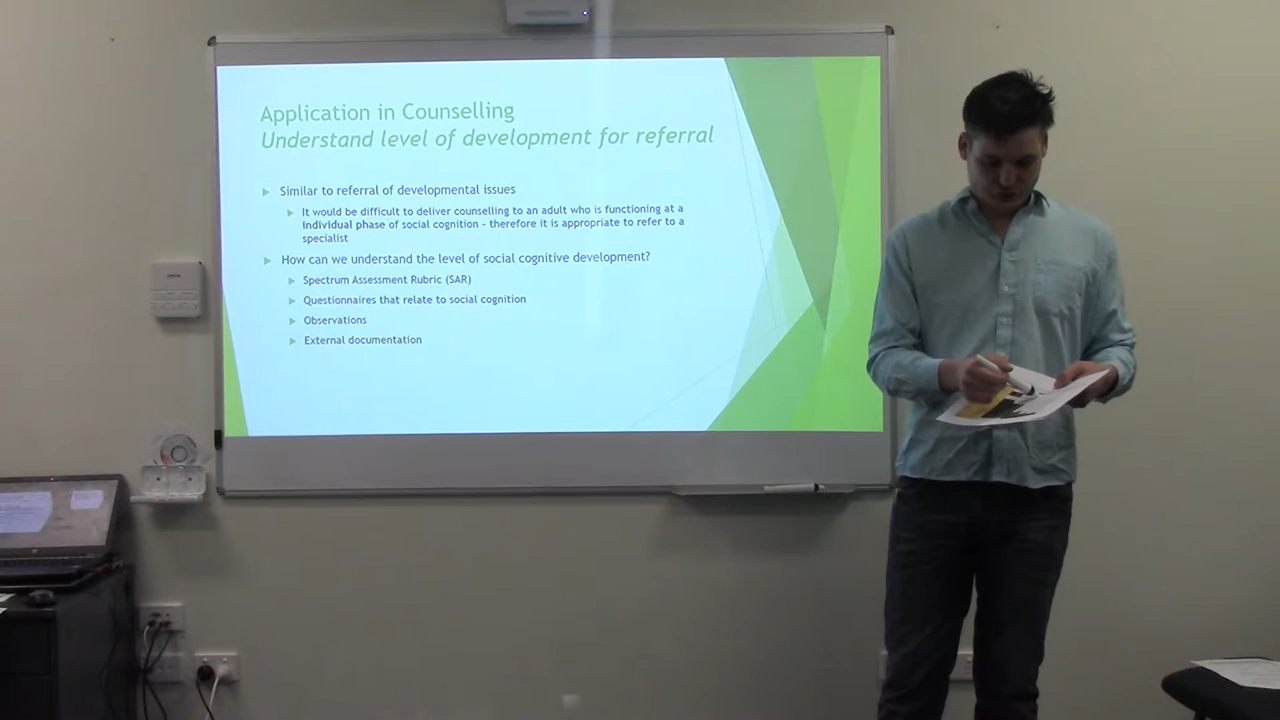 Application in Counselling
Understand level of development for referral
Similar to referral of developmental issues
It would be difficult to deliver counselling to an adult who is functioning at a
individual phase of social cognition - therefore it is appropriate to refer to a
specialist
How can we understand the level of social cognitive development?
Spectrum Assessment Rubric (SAR)
Questionnaires that relate to social cognition
Observations
External documentation